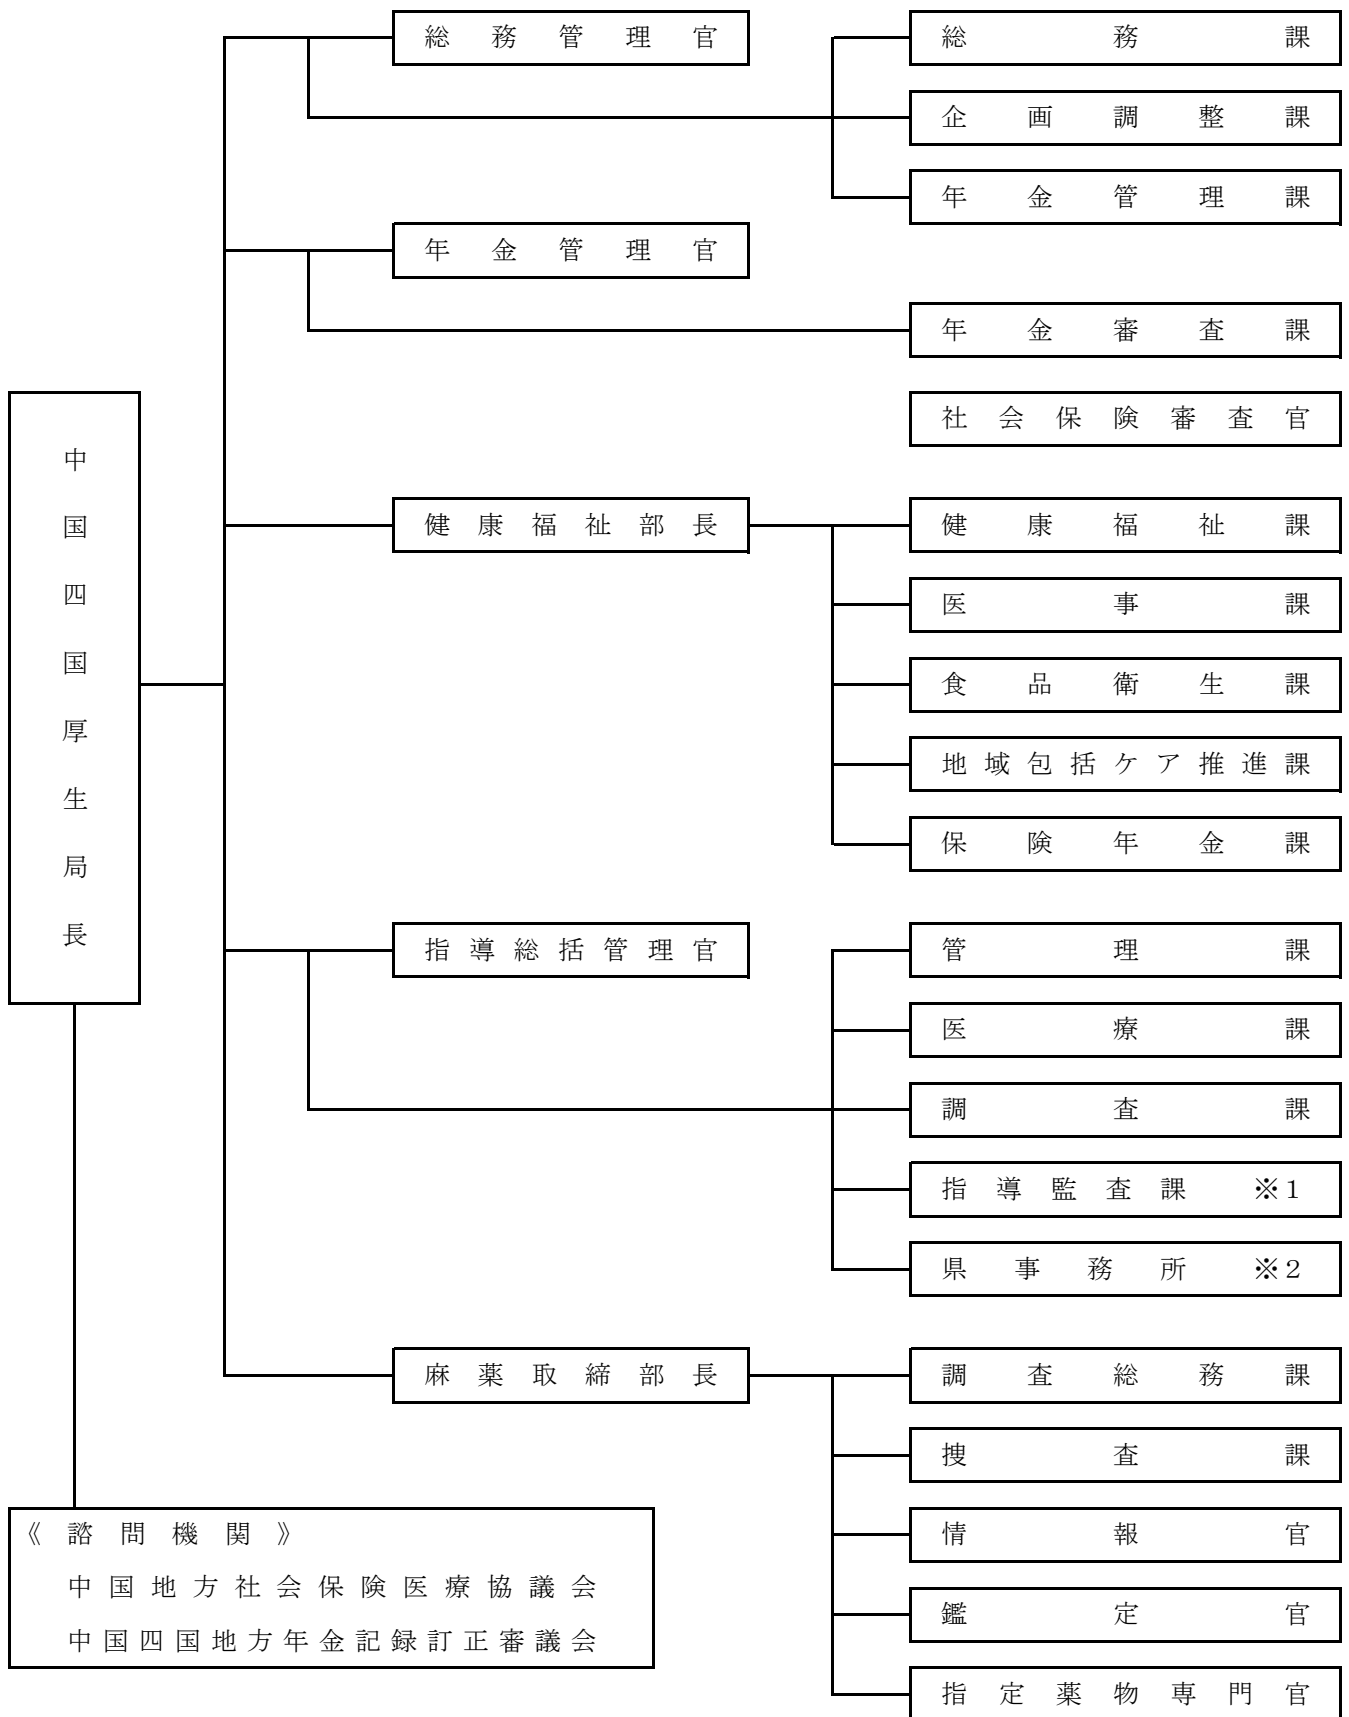 総務管理官
総務課
企画調整課
年金管理課
年金管理官
年金審査課
社会保険審査官
中国四国厚生局長
健康福祉部長
健康福祉課
医事課
食品衛生課
地域包括ケア推進課
保険年金課
指導総括管理官
管理課
医療課
調査課
指導監査課 ※1
県事務所 ※2
麻薬取締部長
調査総務課
捜査課
情報官
鑑定官
指定薬物専門官
《諮問機関》
中国地方社会保険医療協議会
中国四国地方年金記録訂正審議会